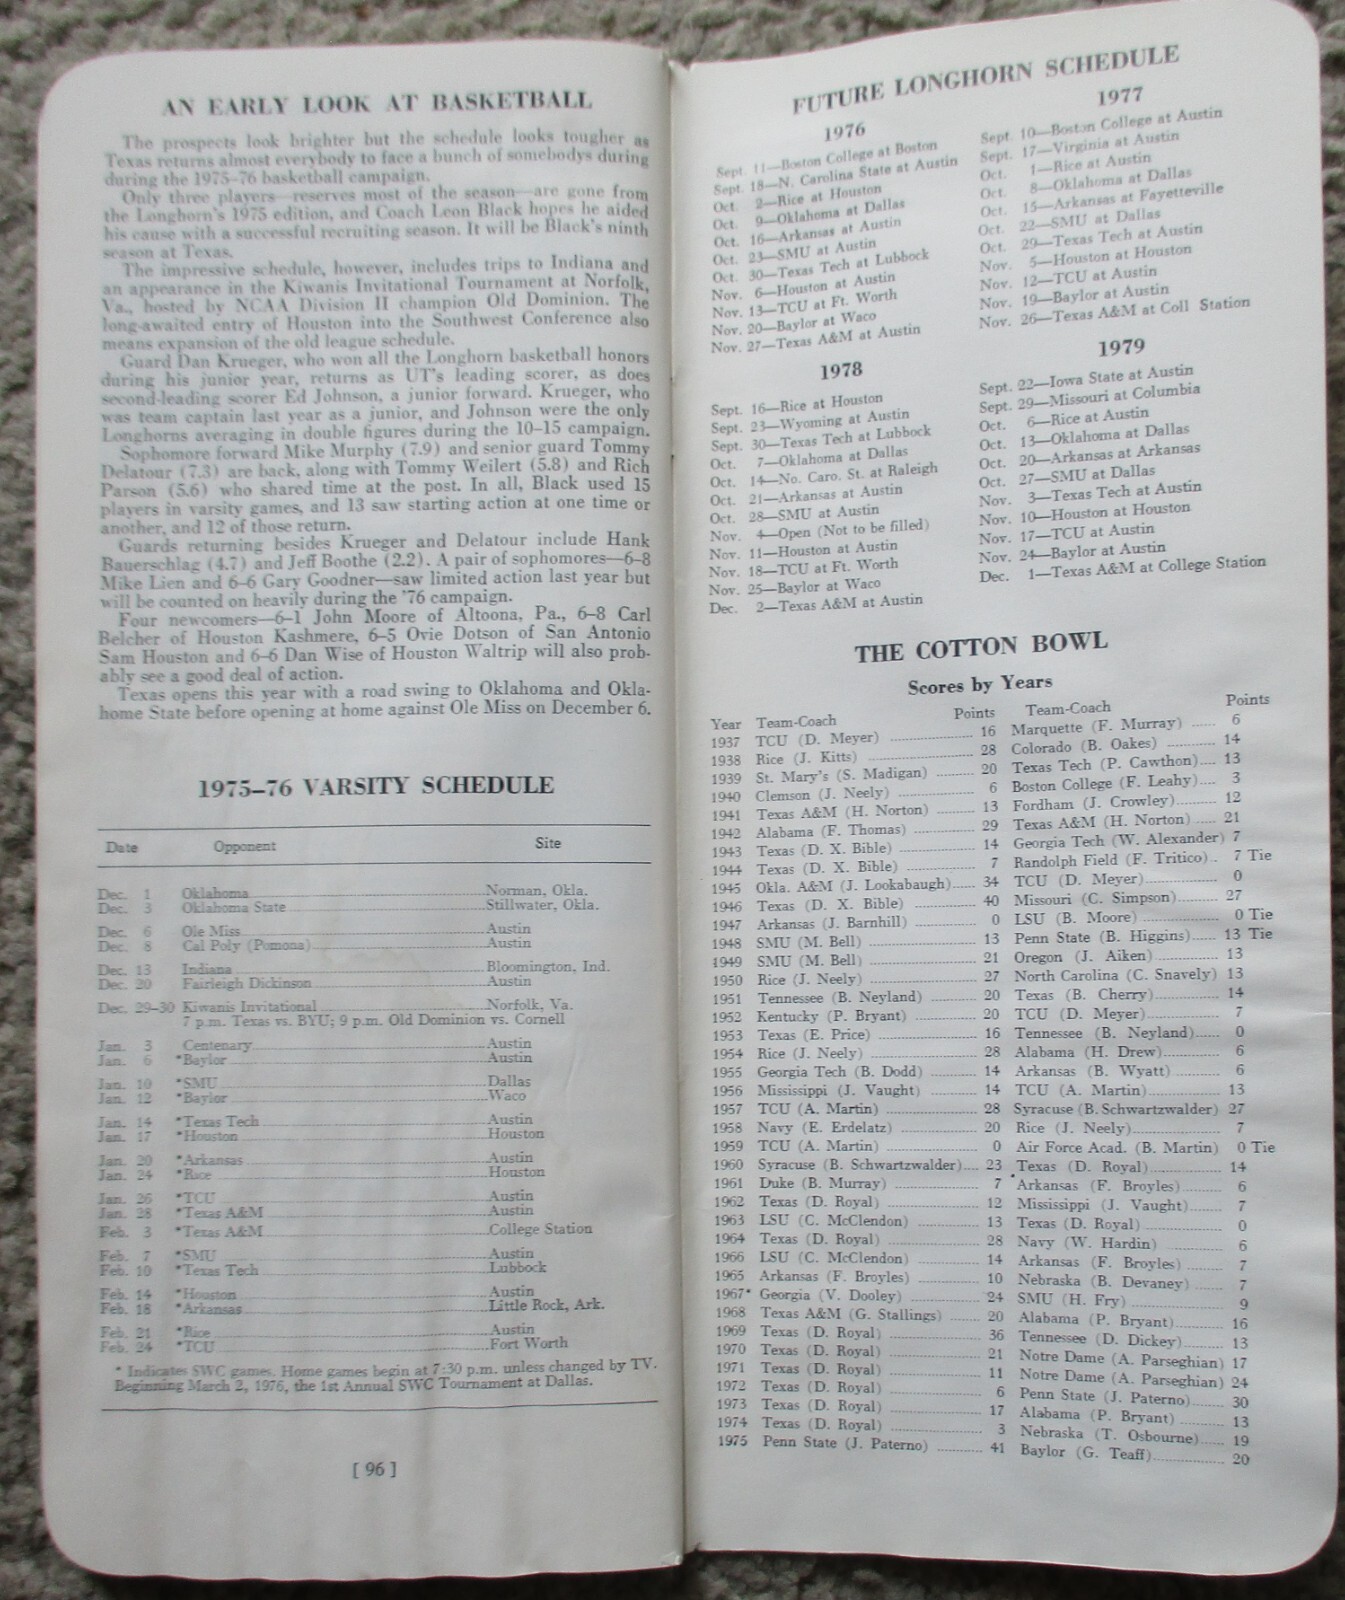 AN EARLY LOOK AT BASKETBALL
The prospects look brighter but the schedule looks tougher as
Texas returns almost everybody to face a bunch of somebodys during
during the 1975-76 basketball campaign.
Only three players—reserves most of the season—are gone from
the Longhorn's 1975 edition, and Coach Leon Black hopes he aided
his cause with a successful recruiting season. It will be Black's ninth
season at Texas.
The impressive schedule, however, includes trips to Indiana and
an appearance in the Kiwanis Invitational Tournament at Norfolk,
Va., hosted by NCAA Division II champion Old Dominion. The
long-awaited entry of Houston into the Southwest Conference also
means expansion of the old league schedule.
Guard Dan Krueger, who won all the Longhorn basketball honors
during his junior year, returns as UT's leading scorer, as does
second-leading scorer Ed Johnson, a junior forward. Krueger, who
was team captain last year as a junior, and Johnson were the only
Longhorns averaging in double figures during the 10-15 campaign.
Sophomore forward Mike Murphy (7.9) and senior guard Tommy
Delatour (7.3) are back, along with Tommy Weilert (5.8) and Rich
Parson (5.6) who shared time at the post. In all, Black used 15
players in varsity games, and 13 saw starting action at one time or
another, and 12 of those return.
Guards returning besides Krueger and Delatour include Hank
Bauerschlag (4.7) and Jeff Boothe (2.2). A pair of sophomores—6-8
Mike Lien and 6-6 Gary Goodner—saw limited action last year but
will be counted on heavily during the '76 campaign.
Four newcomers—6-1 John Moore of Altoona, Pa., 6-8 Carl
Belcher of Houston Kashmere, 6-5 Ovie Dotson of San Antonio
Sam Houston and 6-6 Dan Wise of Houston Waltrip will also prob-
ably see a good deal of action.
Texas opens this year with a road swing to Oklahoma and Okla-
home State before opening at home against Ole Miss on December 6.
1975-76 VARSITY SCHEDULE
Date Opponent Site
Dec. 1 Oklahoma Norman, Okla.
Dec. 3 Oklahoma State Stillwater, Okla.
Dec. 6 Ole Miss Austin
Dec. 8 Cal Poly (Pomona) Austin
Dec. 13 Indiana Bloomington, Ind.
Dec. 20 Fairleigh Dickinson Austin
Dec. 29-30 Kiwanis Invitational Norfolk, Va.
7 p.m. Texas vs. BYU; 9 p.m. Old Dominion vs. Cornell
Jan. 3 Centenary Austin
Jan. 6 *Baylor Austin
Jan. 10 *SMU Dallas
Jan. 12 *Baylor Waco
Jan. 14 *Texas Tech Austin
Jan. 17 *Houston Houston
Jan. 20 *Arkansas Austin
Jan. 24 *Rice Houston
Jan. 26 *TCU Austin
Jan. 28 *Texas A&M Austin
Feb. 3 *Texas A&M College Station
Feb. 7 *SMU Austin
Feb. 10 *Texas Tech Lubbock
Feb. 14 *Houston Austin
Feb. 18 *Arkansas Little Rock, Ark.
Feb. 21 *Rice Austin
Feb. 24 *TCU Fort Worth
* Indicates SWC games. Home games begin at 7:30 p.m. unless changed by TV.
Beginning March 2, 1976, the 1st Annual SWC Tournament at Dallas.
[ 96 ]
FUTURE LONGHORN SCHEDULE
1976
Sept. 11—Boston College at Boston
Sept. 18—N. Carolina State at Austin
Oct. 2—Rice at Houston
Oct. 9—Oklahoma at Dallas
Oct. 16—Arkansas at Austin
Oct. 23—SMU at Austin
Oct. 30—Texas Tech at Lubbock
Nov. 6—Houston at Austin
Nov. 13—TCU at Ft. Worth
Nov. 20—Baylor at Waco
Nov. 27—Texas A&M at Austin
1977
Sept. 10—Boston College at Austin
Sept. 17—Virginia at Austin
Oct. 1—Rice at Austin
Oct. 8—Oklahoma at Dallas
Oct. 15—Arkansas at Fayetteville
Oct. 22—SMU at Dallas
Oct. 29—Texas Tech at Austin
Nov. 5—Houston at Houston
Nov. 12—TCU at Austin
Nov. 19—Baylor at Austin
Nov. 26—Texas A&M at Coll Station
1978
Sept. 16—Rice at Houston
Sept. 23—Wyoming at Austin
Sept. 30—Texas Tech at Lubbock
Oct. 7—Oklahoma at Dallas
Oct. 14—No. Caro. St. at Raleigh
Oct. 21—Arkansas at Austin
Oct. 28—SMU at Austin
Nov. 4—Open (Not to be filled)
Nov. 11—Houston at Austin
Nov. 18—TCU at Ft. Worth
Nov. 25—Baylor at Waco
Dec. 2—Texas A&M at Austin
1979
Sept. 22—Iowa State at Austin
Sept. 29—Missouri at Columbia
Oct. 6—Rice at Austin
Oct. 13—Oklahoma at Dallas
Oct. 20—Arkansas at Arkansas
Oct. 27—SMU at Dallas
Nov. 3—Texas Tech at Austin
Nov. 10—Houston at Houston
Nov. 17—TCU at Austin
Nov. 24—Baylor at Austin
Dec. 1—Texas A&M at College Station
THE COTTON BOWL
Scores by Years
Year Team-Coach Points Team-Coach Points
1937 TCU (D. Meyer) 16 Marquette (F. Murray) 6
1938 Rice (J. Kitts) 28 Colorado (B. Oakes) 14
1939 St. Mary's (S. Madigan) 20 Texas Tech (P. Cawthon) 13
1940 Clemson (J. Neely) 6 Boston College (F. Leahy) 3
1941 Texas A&M (H. Norton) 13 Fordham (J. Crowley) 12
1942 Alabama (F. Thomas) 29 Texas A&M (H. Norton) 21
1943 Texas (D. X. Bible) 14 Georgia Tech (W. Alexander) 7
1944 Texas (D. X. Bible) 7 Randolph Field (F. Tritico) 7 Tie
1945 Okla. A&M (J. Lookabaugh) 34 TCU (D. Meyer) 0
1946 Texas (D. X. Bible) 40 Missouri (C. Simpson) 27
1947 Arkansas (J. Barnhill) 0 LSU (B. Moore) 0 Tie
1948 SMU (M. Bell) 13 Penn State (B. Higgins) 13 Tie
1949 SMU (M. Bell) 21 Oregon (J. Aiken) 13
1950 Rice (J. Neely) 27 North Carolina (C. Snavely) 13
1951 Tennessee (B. Neyland) 20 Texas (B. Cherry) 14
1952 Kentucky (P. Bryant) 20 TCU (D. Meyer) 7
1953 Texas (E. Price) 16 Tennessee (B. Neyland) 0
1954 Rice (J. Neely) 28 Alabama (H. Drew) 6
1955 Georgia Tech (B. Dodd) 14 Arkansas (B. Wyatt) 6
1956 Mississippi (J. Vaught) 14 TCU (A. Martin) 13
1957 TCU (A. Martin) 28 Syracuse (B. Schwartzwalder) 27
1958 Navy (E. Erdelatz) 20 Rice (J. Neely) 7
1959 TCU (A. Martin) 0 Air Force Acad. (B. Martin) 0 Tie
1960 Syracuse (B. Schwartzwalder) 23 Texas (D. Royal) 14
1961 Duke (B. Murray) 7 Arkansas (F. Broyles) 6
1962 Texas (D. Royal) 12 Mississippi (J. Vaught) 7
1963 LSU (C. McClendon) 13 Texas (D. Royal) 0
1964 Texas (D. Royal) 28 Navy (W. Hardin) 6
1966 LSU (C. McClendon) 14 Arkansas (F. Broyles) 7
1965 Arkansas (F. Broyles) 10 Nebraska (B. Devaney) 7
1967* Georgia (V. Dooley) 24 SMU (H. Fry) 9
1968 Texas A&M (G. Stallings) 20 Alabama (P. Bryant) 16
1969 Texas (D. Royal) 36 Tennessee (D. Dickey) 13
1970 Texas (D. Royal) 21 Notre Dame (A. Parseghian) 17
1971 Texas (D. Royal) 11 Notre Dame (A. Parseghian) 24
1972 Texas (D. Royal) 6 Penn State (J. Paterno) 30
1973 Texas (D. Royal) 17 Alabama (P. Bryant) 13
1974 Texas (D. Royal) 3 Nebraska (T. Osbourne) 19
1975 Penn State (J. Paterno) 41 Baylor (G. Teaff) 20